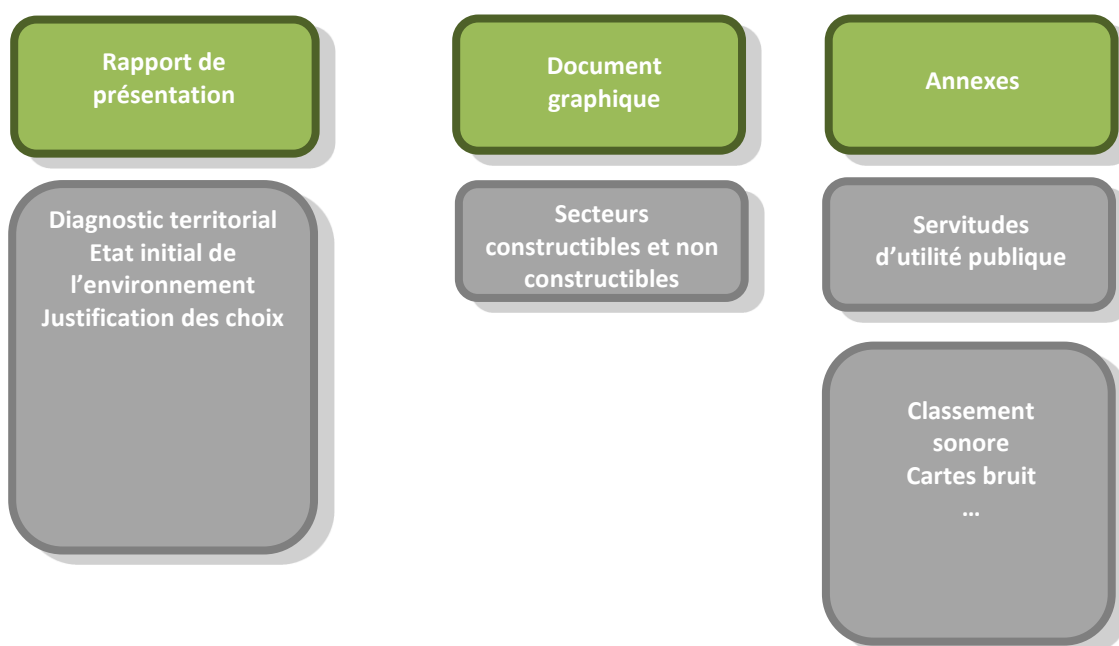 Rapport de
présentation
Diagnostic territorial
Etat initial de
l'environnement
Justification des choix
Document
graphique
Secteurs
constructibles et non
constructibles
Annexes
Servitudes
d'utilité publique
Classement
sonore
Cartes bruit
…